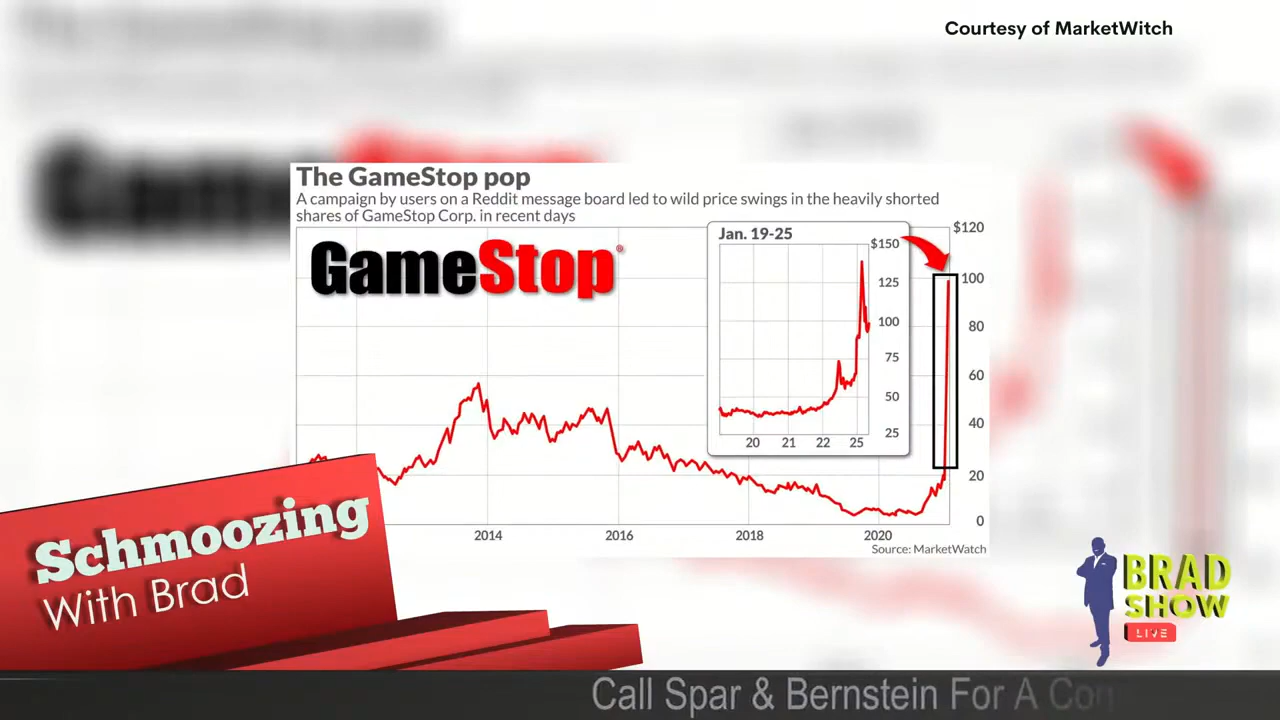 Courtesy of MarketWitch
The GameStop pop
A campaign by users on a Reddit message board led to wild price swings in the heavily shorted
shares of GameStop Corp. in recent days
GameStop®
Jan. 19-25
$150
125
100
75
50
25
20 21 22 25
$120
100
80
60
40
20
0
2014 2016 2018 2020
Source: MarketWatch
Schmoozing
With Brad
BRAD
SHOW
LIVE
Call Spar & Bernstein For A Con